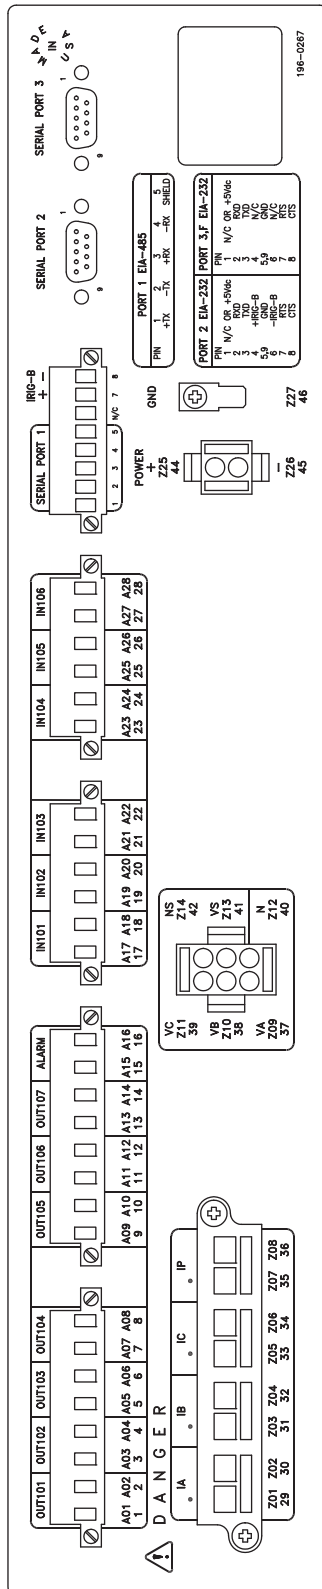 OUT101 OUT102 OUT103 OUT104
A01 A02 A03 A04 A05 A06 A07 A08
1 2 3 4 5 6 7 8
OUT105 OUT106 OUT107 ALARM
A09 A10 A11 A12 A13 A14 A15 A16
9 10 11 12 13 14 15 16
IN101 IN102 IN103
A17 A18 A19 A20 A21 A22
17 18 19 20 21 22
IN104 IN105 IN106
A23 A24 A25 A26 A27 A28
23 24 25 26 27 28
SERIAL PORT 1
IRIG-B
+ −
1 2 3 4 5 N/C 7 8
SERIAL PORT 2
1
9
SERIAL PORT 3
1
9
MADE
IN
USA
DANGER
IA IB IC IP
Z01 Z02 Z03 Z04 Z05 Z06 Z07 Z08
29 30 31 32 33 34 35 36
VC
Z11
39
VB
Z10
38
VA
Z09
37
NS
Z14
42
VS
Z13
41
N
Z12
40
POWER
+
Z25
44
−
Z26
45
GND
Z27
46
PORT 1 EIA-485
PIN 1 2 3 4 5
+TX −TX +RX −RX SHIELD
PORT 2 EIA-232
PIN
1 N/C OR +5Vdc
2 RXD
3 TXD
4 +IRIG-B
5,9 GND
6 −IRIG-B
7 RTS
8 CTS
PORT 3,F EIA-232
PIN
1 N/C OR +5Vdc
2 RXD
3 TXD
4 N/C
5,9 GND
6 N/C
7 RTS
8 CTS
196-0267